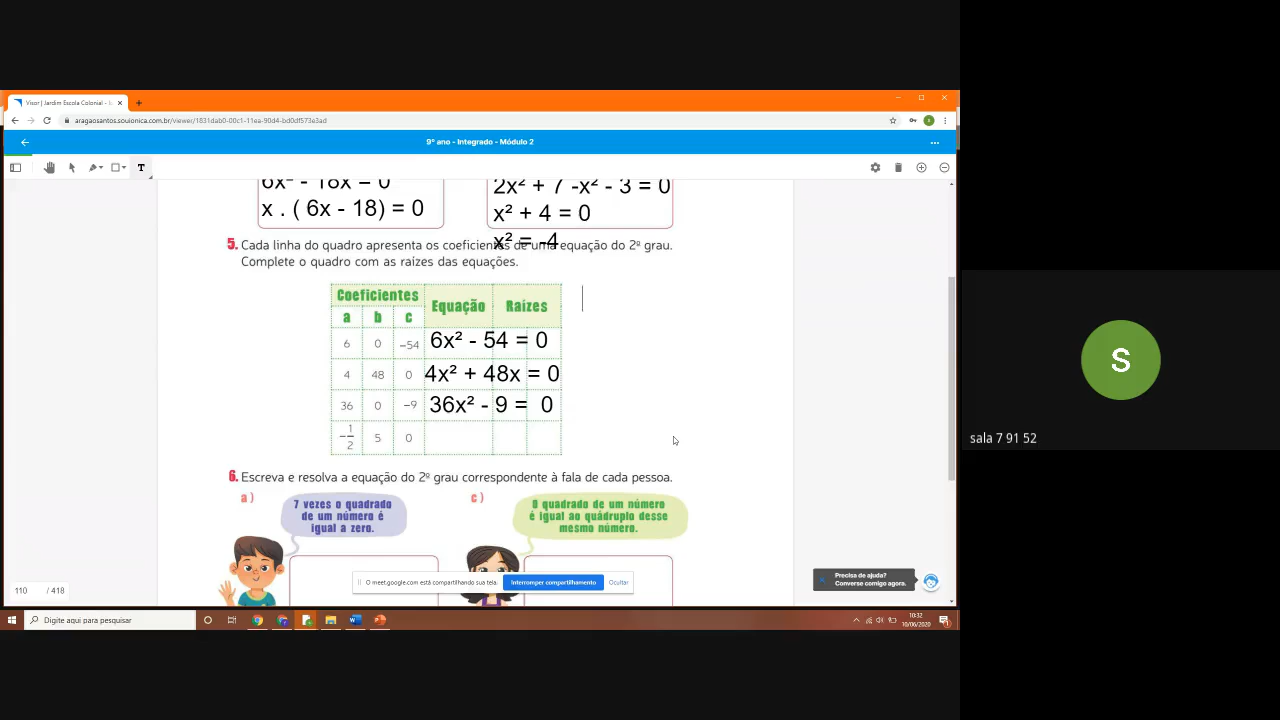 Visor | Jardim Escola Colonial -
aragaosantos.souionica.com.br/viewer/1831dab0-00c1-11ea-90d4-bd0df573e3ad
9º ano - Integrado - Módulo 2
T
6x² - 18x = 0
x . ( 6x - 18) = 0
2x² + 7 -x² - 3 = 0
x² + 4 = 0
x² = -4
5. Cada linha do quadro apresenta os coeficientes de uma equação do 2º grau.
Complete o quadro com as raízes das equações.
Coeficientes Equação Raízes
a b c
6 0 -54 6x² - 54 = 0
4 48 0 4x² + 48x = 0
36 0 -9 36x² - 9 = 0
-1/2 5 0
6. Escreva e resolva a equação do 2º grau correspondente à fala de cada pessoa.
a )
7 vezes o quadrado
de um número é
igual a zero.
c )
O quadrado de um número
é igual ao quádruplo desse
mesmo número.
O meet.google.com está compartilhando sua tela. Interromper compartilhamento Ocultar
Precisa de ajuda?
Converse comigo agora.
110 / 418
Digite aqui para pesquisar
10:32
10/06/2020
S
sala 7 91 52